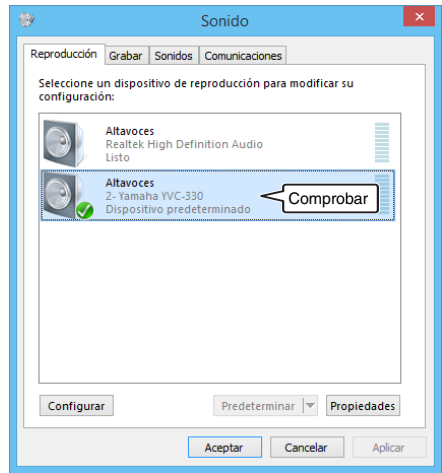 Sonido
Reproducción Grabar Sonidos Comunicaciones
Seleccione un dispositivo de reproducción para modificar su
configuración:
Altavoces
Realtek High Definition Audio
Listo
Altavoces
2- Yamaha YVC-330
Dispositivo predeterminado
Comprobar
Configurar Predeterminar Propiedades
Aceptar Cancelar Aplicar